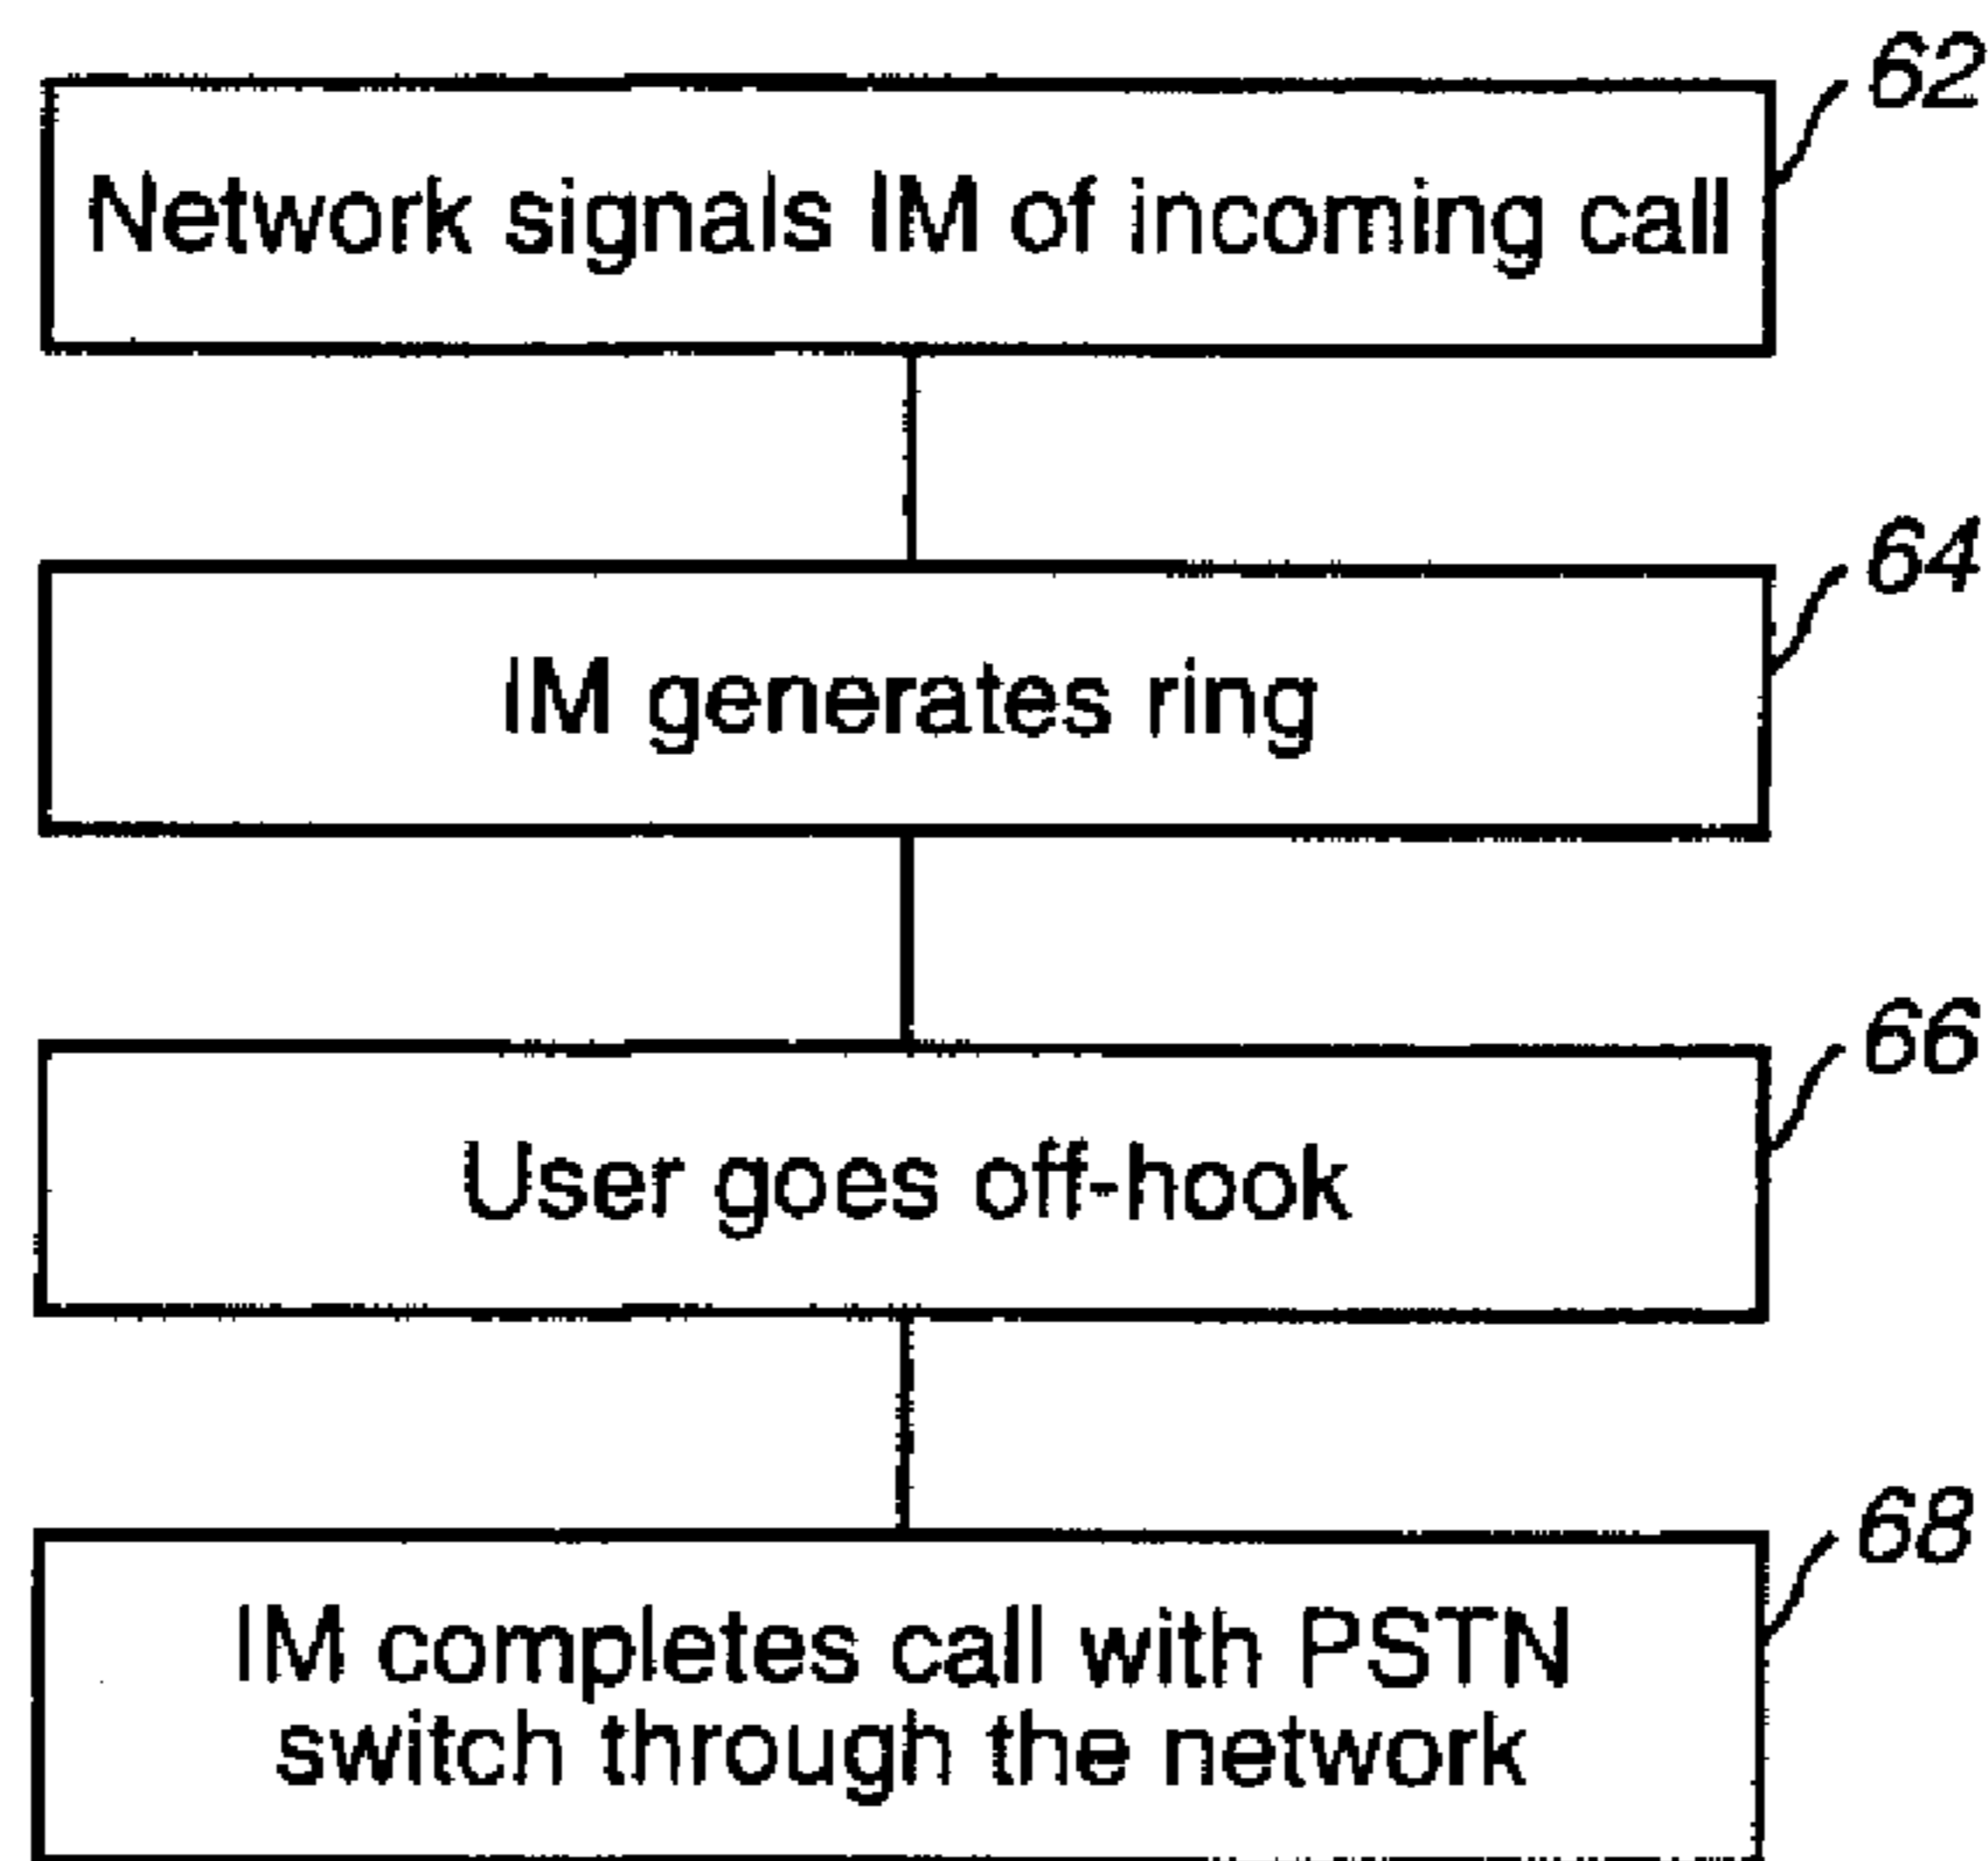 62
Network signals IM of incoming call
64
IM generates ring
66
User goes off-hook
68
IM completes call with PSTN
switch through the network